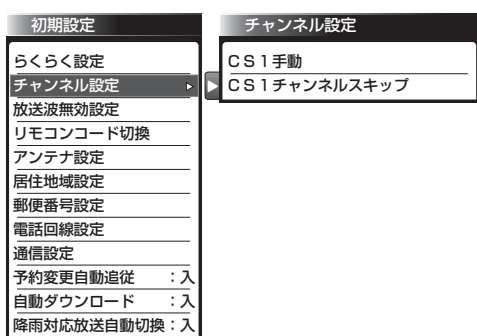 初期設定
らくらく設定
チャンネル設定
放送波無効設定
リモコンコード切換
アンテナ設定
居住地域設定
郵便番号設定
電話回線設定
通信設定
予約変更自動追従　：入
自動ダウンロード　：入
降雨対応放送自動切換：入
チャンネル設定
ＣＳ１手動
ＣＳ１チャンネルスキップ